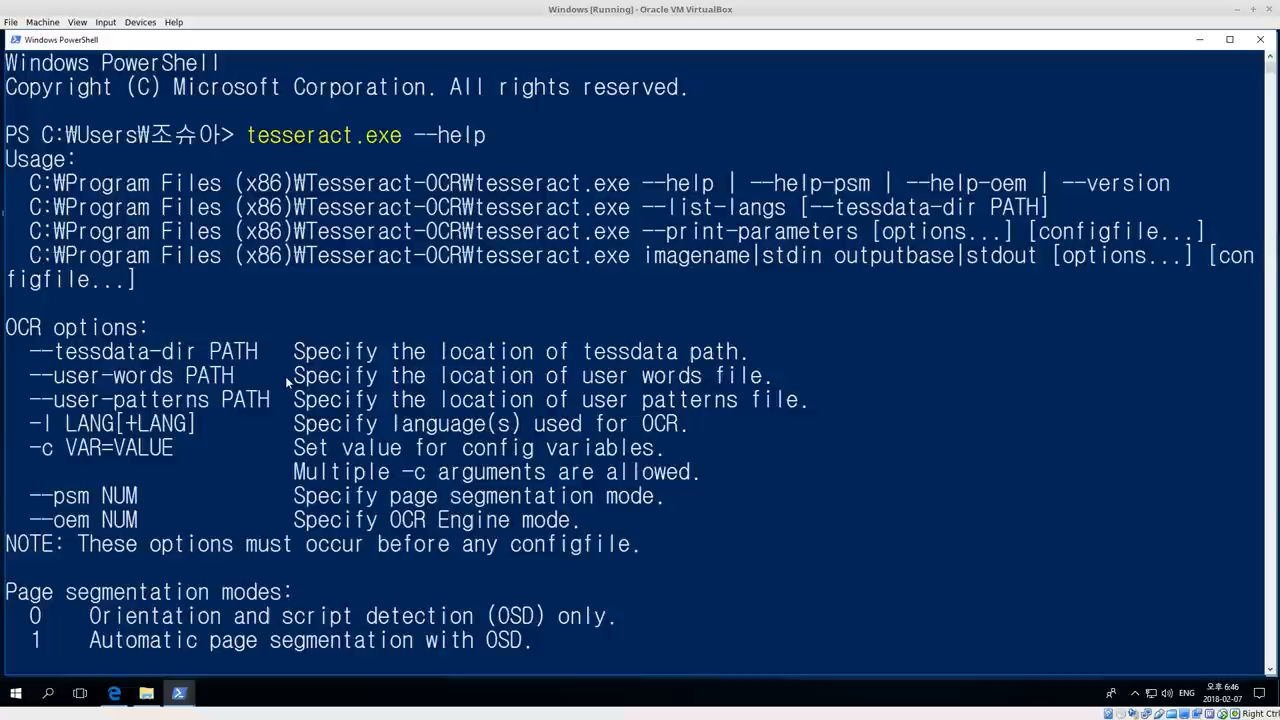 Windows [Running] - Oracle VM VirtualBox
File Machine View Input Devices Help
Windows PowerShell
Windows PowerShell
Copyright (C) Microsoft Corporation. All rights reserved.
PS C:₩Users₩조슈아> tesseract.exe --help
Usage:
C:₩Program Files (x86)₩Tesseract-OCR₩tesseract.exe --help | --help-psm | --help-oem | --version
C:₩Program Files (x86)₩Tesseract-OCR₩tesseract.exe --list-langs [--tessdata-dir PATH]
C:₩Program Files (x86)₩Tesseract-OCR₩tesseract.exe --print-parameters [options...] [configfile...]
C:₩Program Files (x86)₩Tesseract-OCR₩tesseract.exe imagename|stdin outputbase|stdout [options...] [con
figfile...]
OCR options:
--tessdata-dir PATH Specify the location of tessdata path.
--user-words PATH Specify the location of user words file.
--user-patterns PATH Specify the location of user patterns file.
-l LANG[+LANG] Specify language(s) used for OCR.
-c VAR=VALUE Set value for config variables.
Multiple -c arguments are allowed.
--psm NUM Specify page segmentation mode.
--oem NUM Specify OCR Engine mode.
NOTE: These options must occur before any configfile.
Page segmentation modes:
0 Orientation and script detection (OSD) only.
1 Automatic page segmentation with OSD.
ENG
오후 6:46
2018-02-07
Right Ctrl